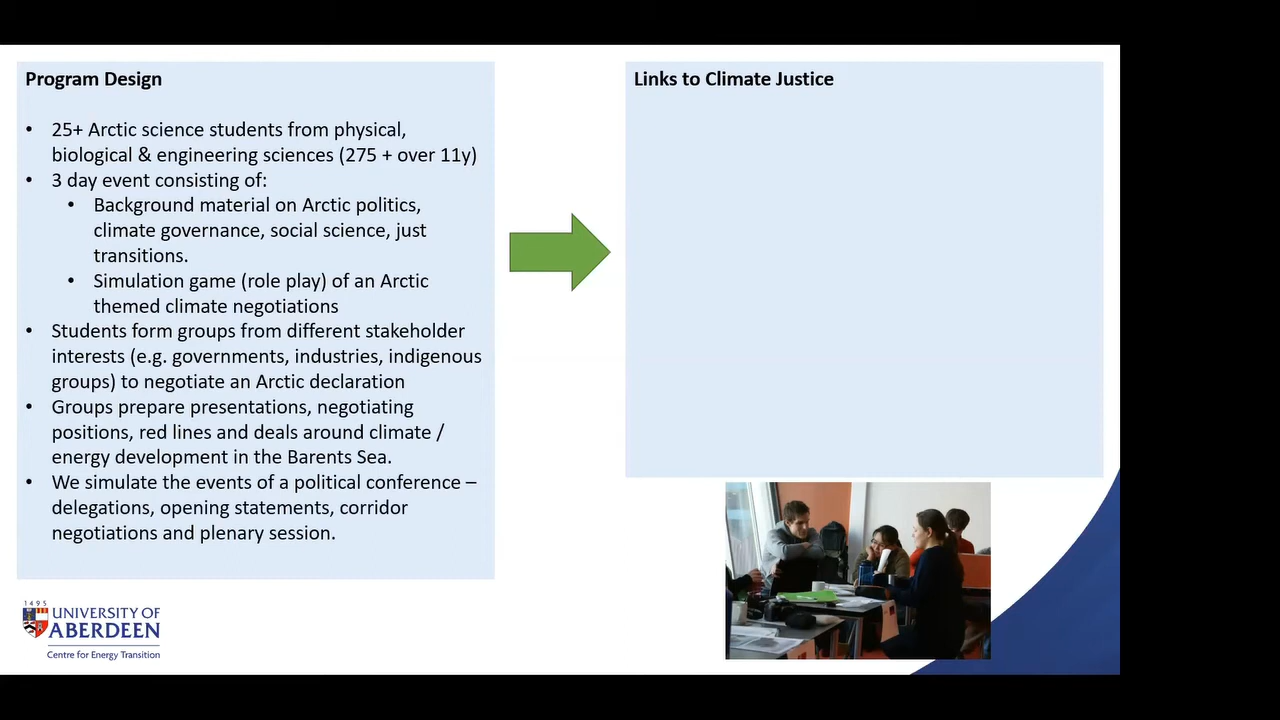 Program Design
• 25+ Arctic science students from physical,
biological & engineering sciences (275 + over 11y)
• 3 day event consisting of:
• Background material on Arctic politics,
climate governance, social science, just
transitions.
• Simulation game (role play) of an Arctic
themed climate negotiations
• Students form groups from different stakeholder
interests (e.g. governments, industries, indigenous
groups) to negotiate an Arctic declaration
• Groups prepare presentations, negotiating
positions, red lines and deals around climate /
energy development in the Barents Sea.
• We simulate the events of a political conference –
delegations, opening statements, corridor
negotiations and plenary session.
Links to Climate Justice
1495
UNIVERSITY OF
ABERDEEN
Centre for Energy Transition